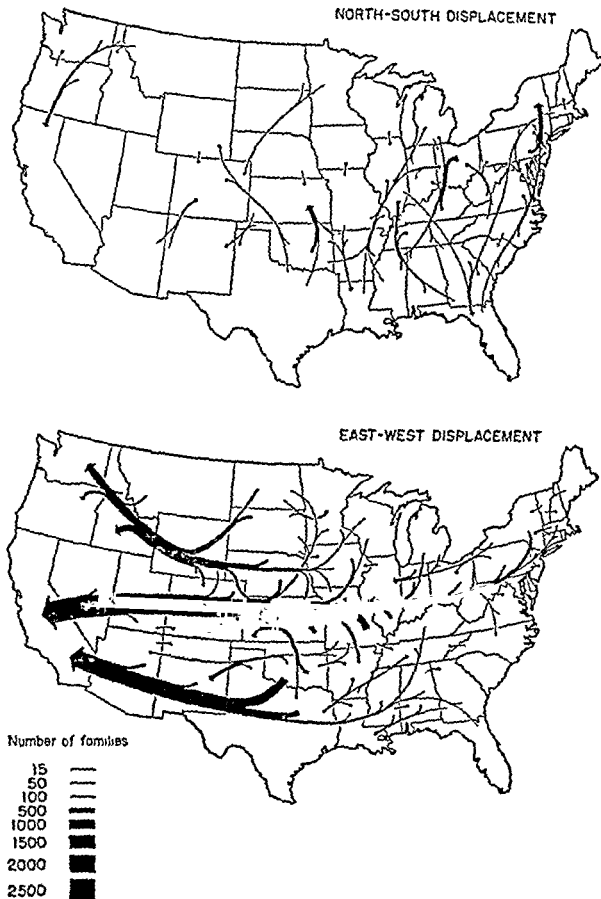 NORTH-SOUTH DISPLACEMENT
EAST-WEST DISPLACEMENT
Number of families
15
50
100
500
1000
1500
2000
2500